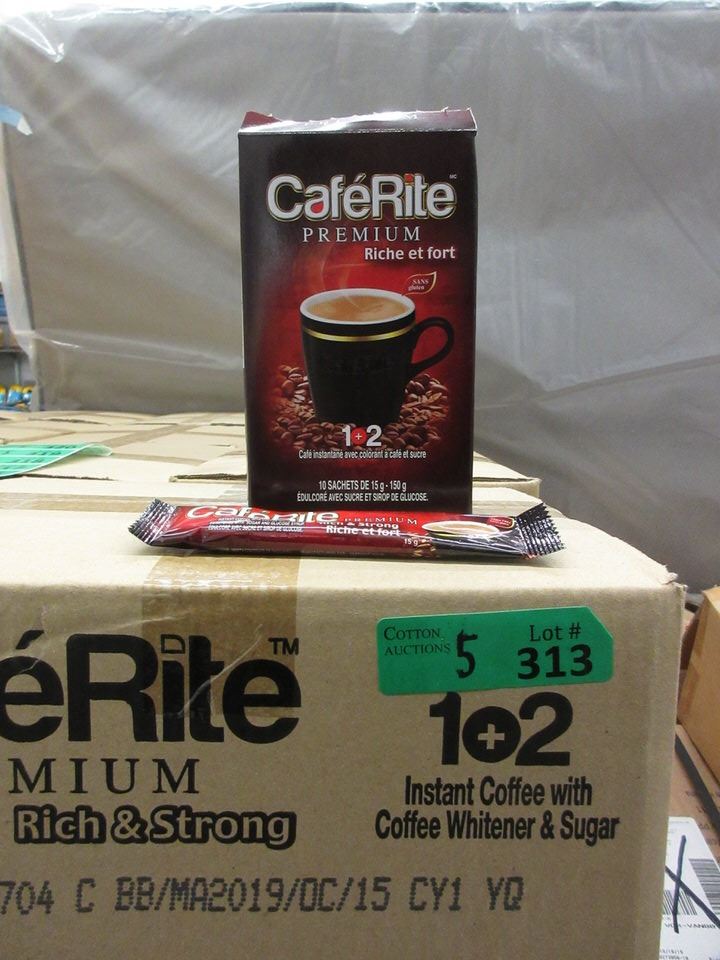 CaféRite MC
PREMIUM
Riche et fort
SANS
gluten
1+2
Café instantané avec colorant à café et sucre
10 SACHETS DE 15 g - 150 g
ÉDULCORÉ AVEC SUCRE ET SIROP DE GLUCOSE.
CaféRite PREMIUM
Rich & Strong
Riche et fort
15 g
COTTON
AUCTIONS
5
Lot #
313
éRite™
MIUM
Rich & Strong
1+2
Instant Coffee with
Coffee Whitener & Sugar
704 C BB/MA2019/OC/15 CY1 YQ